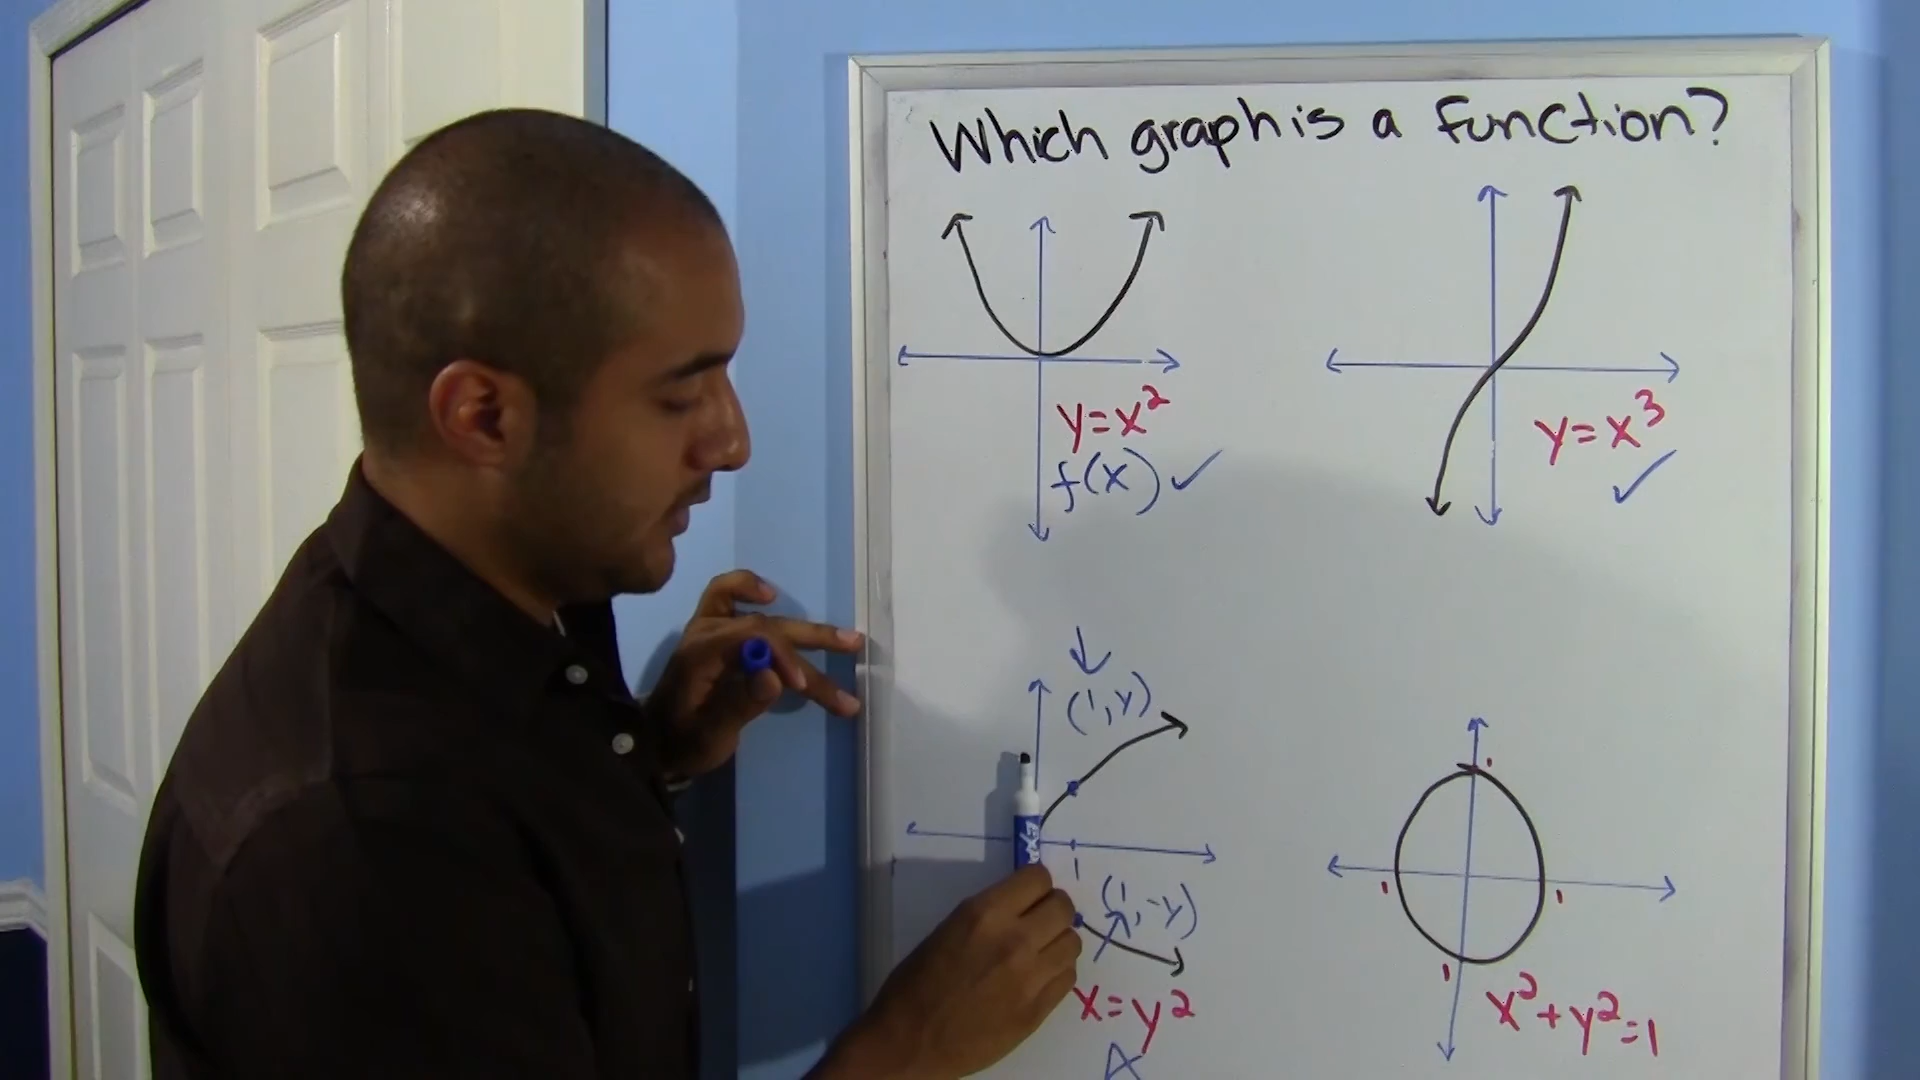 Which graph is a function?
y=x²
f(x) ✓
y=x³
✓
(1,y)
1
(1,-y)
x=y²
1
1
1
1
x²+y²=1